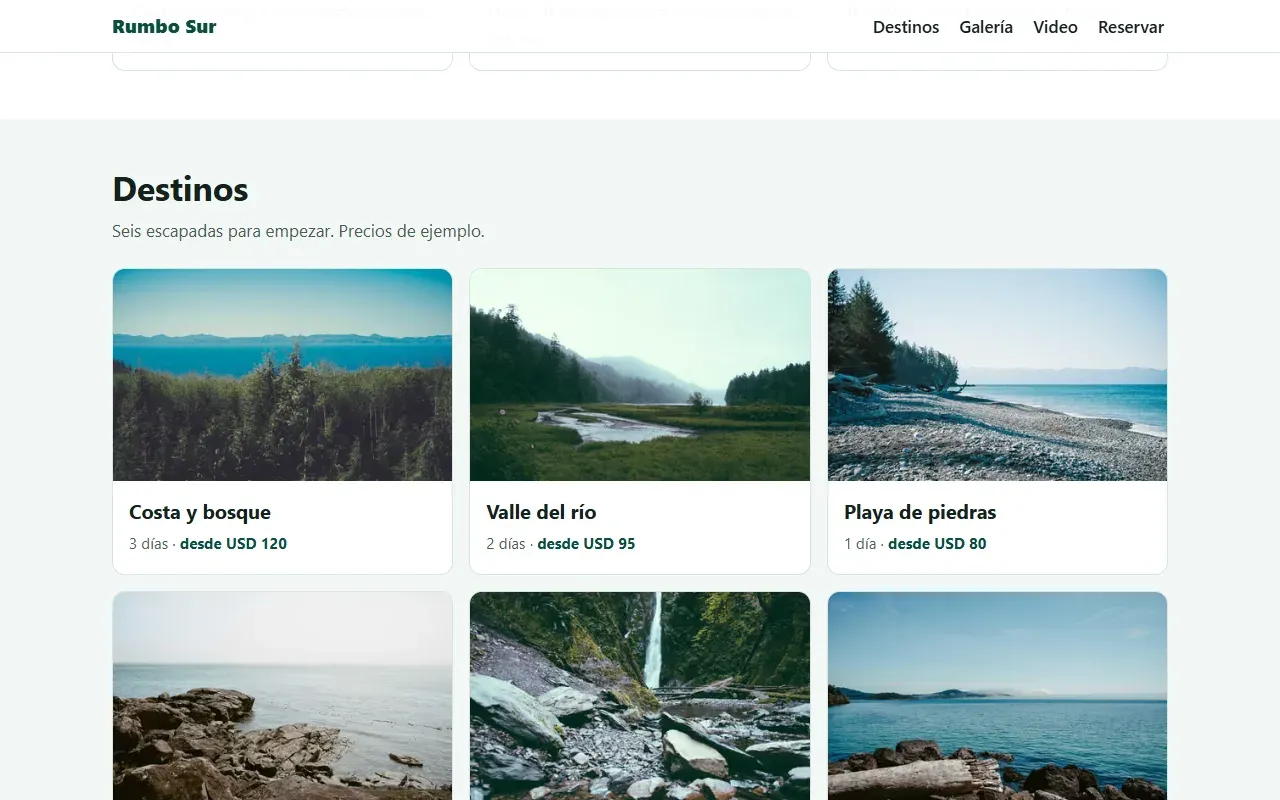 Rumbo Sur
Destinos Galería Video Reservar
Destinos
Seis escapadas para empezar. Precios de ejemplo.
Costa y bosque
3 días · desde USD 120
Valle del río
2 días · desde USD 95
Playa de piedras
1 día · desde USD 80